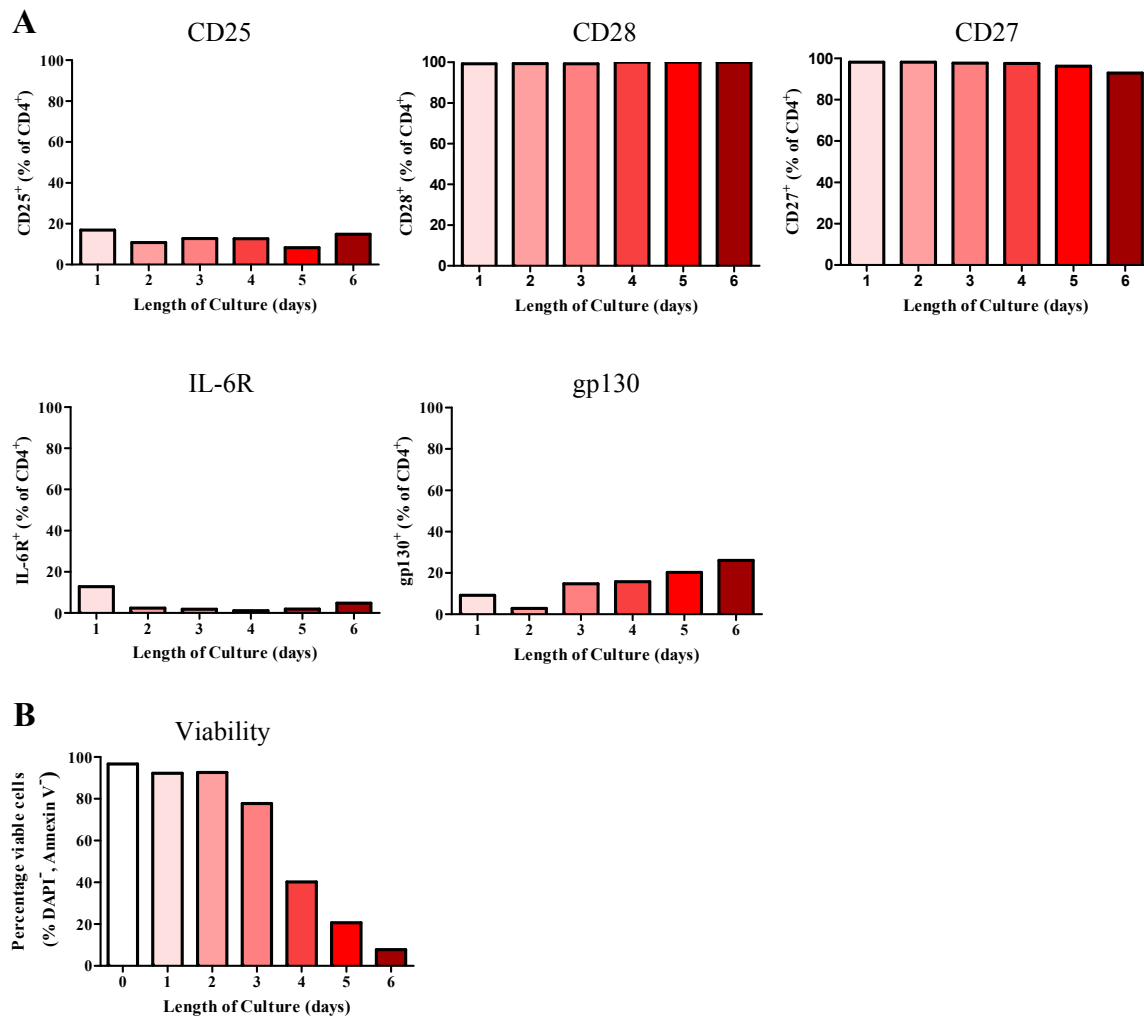 A
CD25
CD25⁺ (% of CD4⁺)
100
80
60
40
20
0
1 2 3 4 5 6
Length of Culture (days)
CD28
CD28⁺ (% of CD4⁺)
100
80
60
40
20
0
1 2 3 4 5 6
Length of Culture (days)
CD27
CD27⁺ (% of CD4⁺)
100
80
60
40
20
0
1 2 3 4 5 6
Length of Culture (days)
IL-6R
IL-6R⁺ (% of CD4⁺)
100
80
60
40
20
0
1 2 3 4 5 6
Length of Culture (days)
gp130
gp130⁺ (% of CD4⁺)
100
80
60
40
20
0
1 2 3 4 5 6
Length of Culture (days)
B
Viability
Percentage viable cells
(% DAPI⁻, Annexin V⁻)
100
80
60
40
20
0
0 1 2 3 4 5 6
Length of Culture (days)